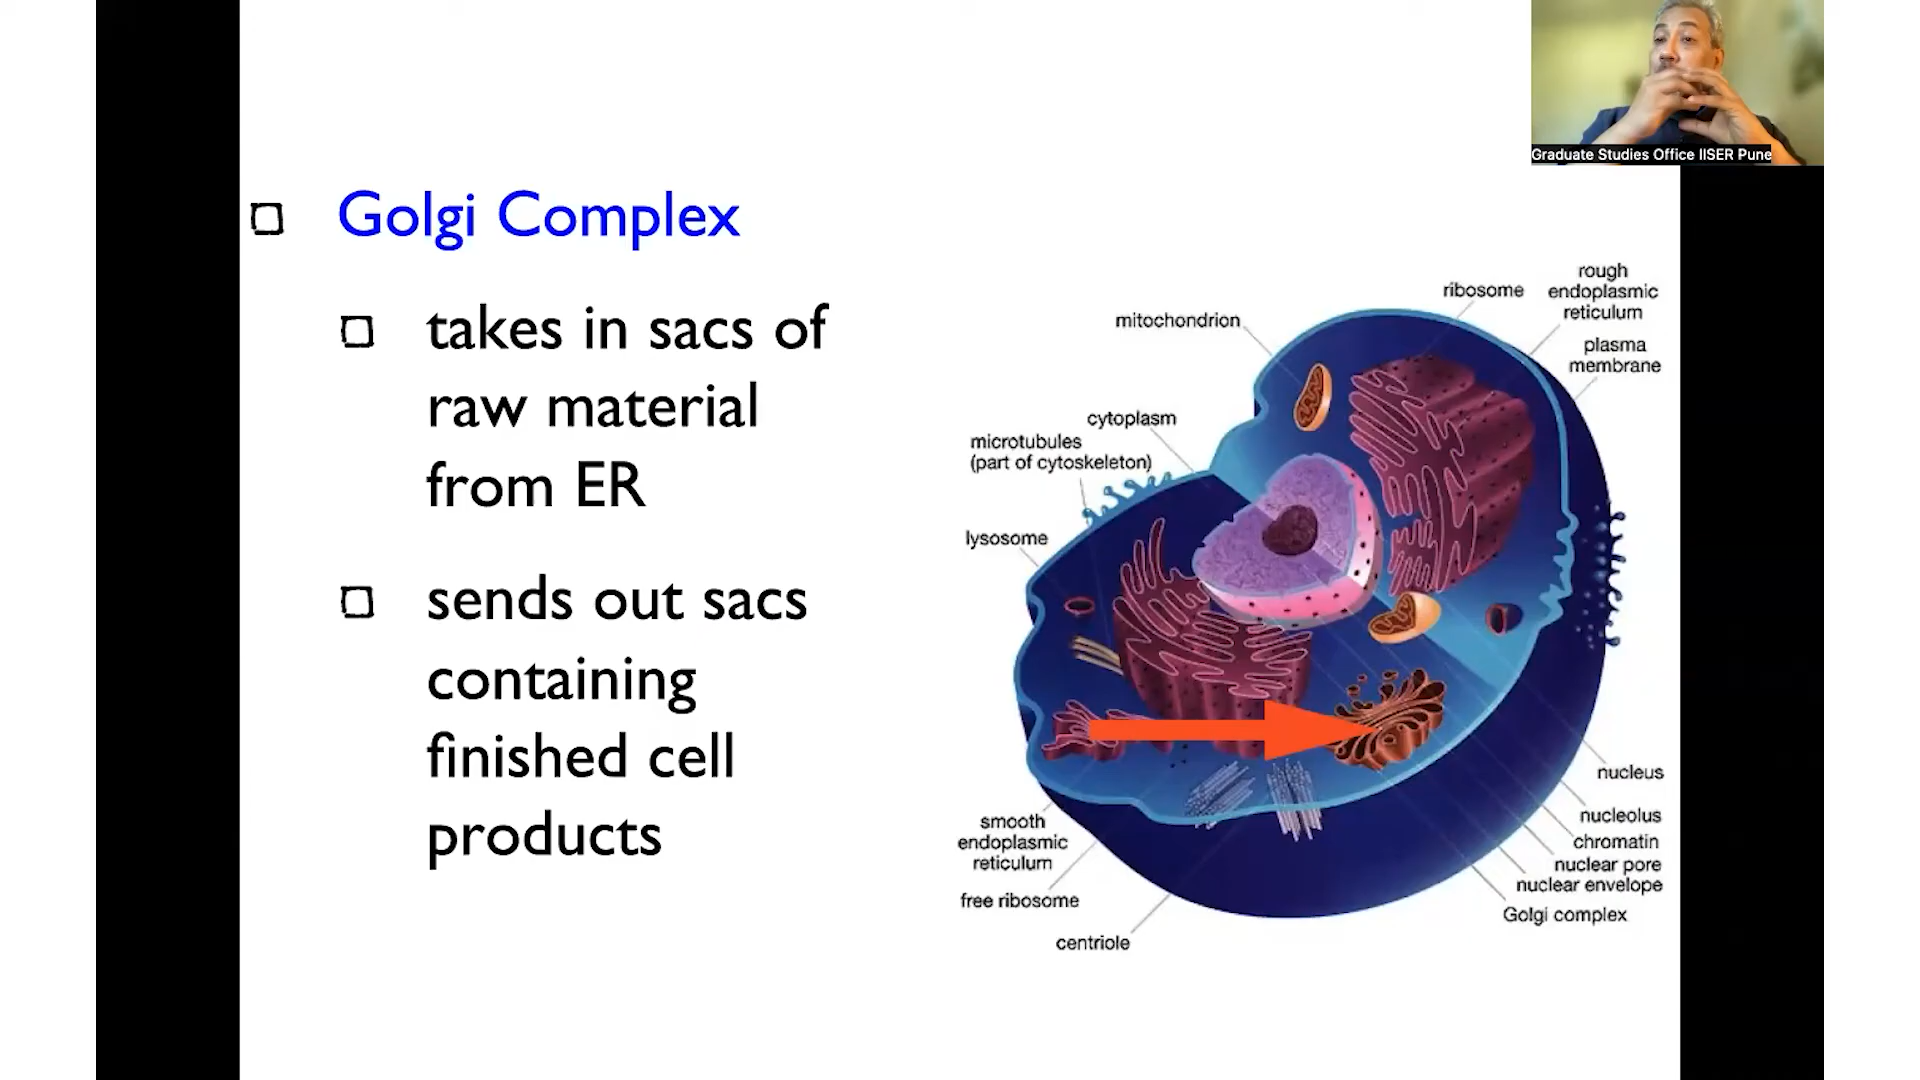 Graduate Studies Office IISER Pune
Golgi Complex
takes in sacs of
raw material
from ER
sends out sacs
containing
finished cell
products
ribosome
rough
endoplasmic
reticulum
mitochondrion
plasma
membrane
cytoplasm
microtubules
(part of cytoskeleton)
lysosome
nucleus
nucleolus
smooth
endoplasmic
reticulum
chromatin
nuclear pore
nuclear envelope
free ribosome
Golgi complex
centriole